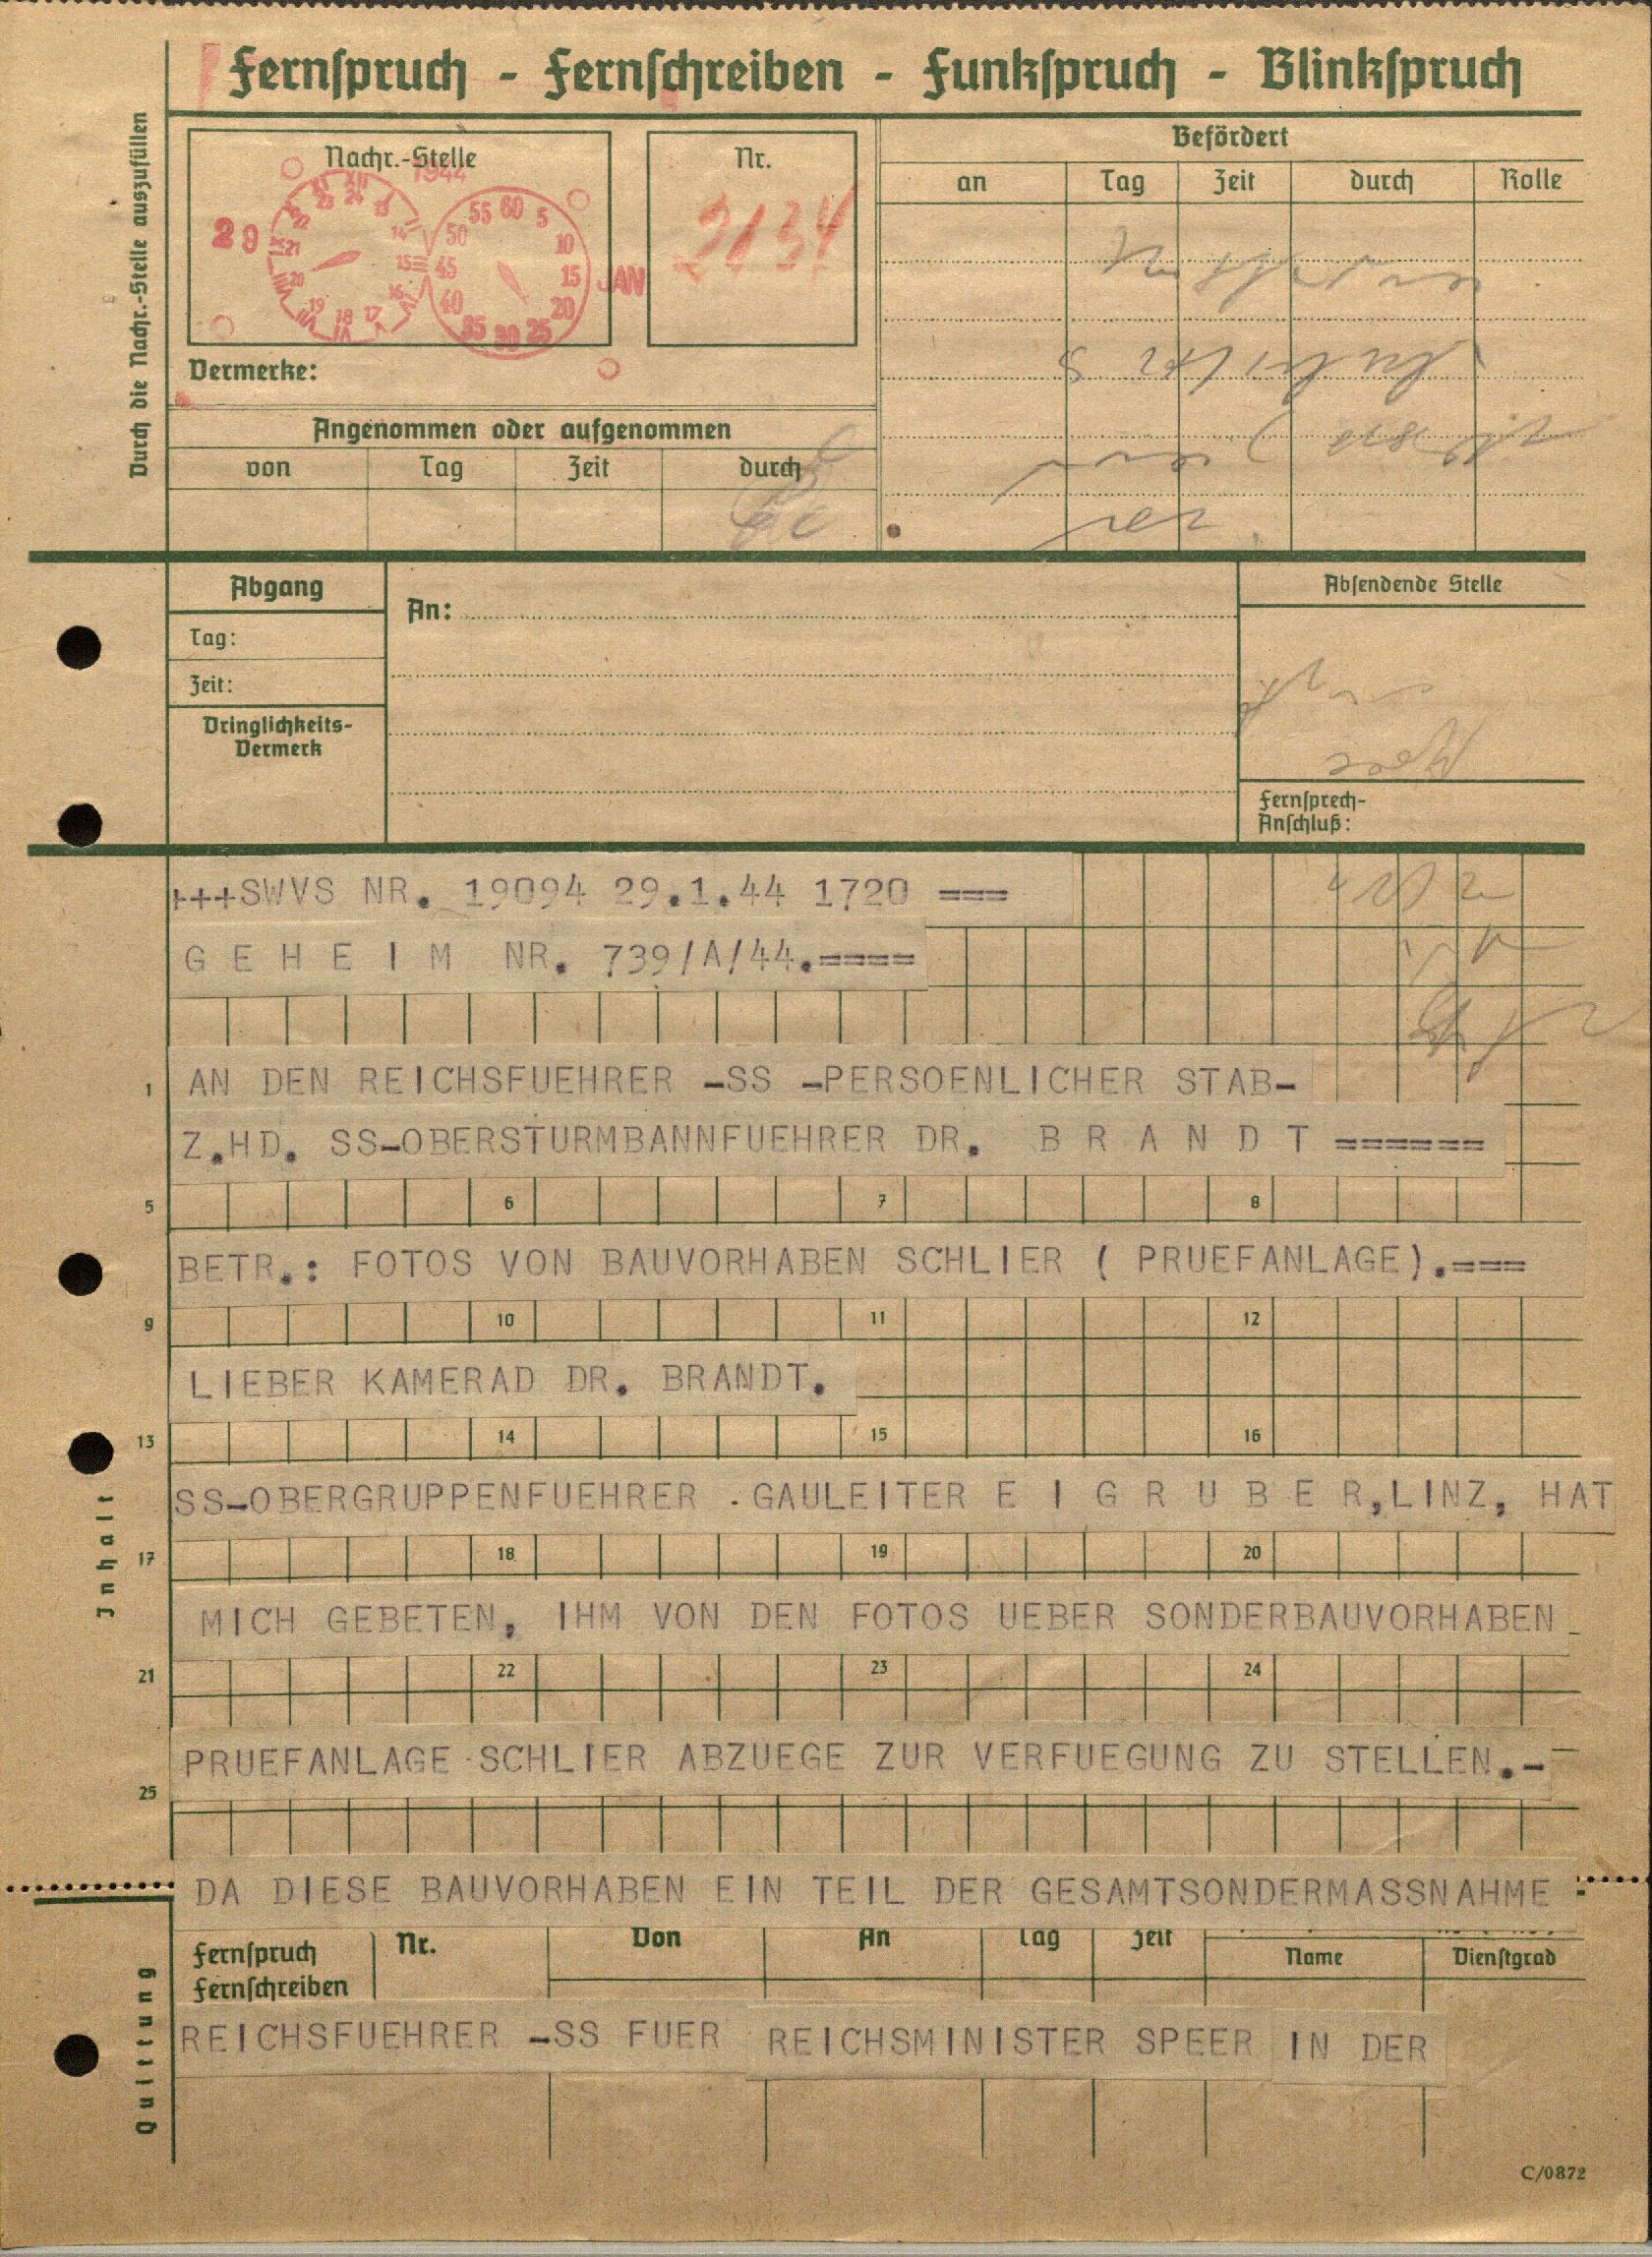 Fernspruch - Fernschreiben - Funkspruch - Blinkspruch
Durch die Nachr.-Stelle auszufüllen
Nachr.-Stelle
1944
29
JAN
Nr.
2134
Befördert
an Tag Zeit durch Rolle
Vermerke:
Angenommen oder aufgenommen
von Tag Zeit durch
Abgang
Tag:
Zeit:
Dringlichkeits-
Vermerk
An:
Absendende Stelle
Fernsprech-
Anschluß:
+++SWVS NR. 19094 29.1.44 1720 ===
G E H E I M NR. 739/A/44.====
1 AN DEN REICHSFUEHRER -SS -PERSOENLICHER STAB-
Z.HD. SS-OBERSTURMBANNFUEHRER DR. B R A N D T ======
5 6 7 8
BETR.: FOTOS VON BAUVORHABEN SCHLIER ( PRUEFANLAGE).===
9 10 11 12
LIEBER KAMERAD DR. BRANDT.
13 14 15 16
SS-OBERGRUPPENFUEHRER .GAULEITER E I G R U B E R,LINZ, HAT
Inhalt
17 18 19 20
MICH GEBETEN, IHM VON DEN FOTOS UEBER SONDERBAUVORHABEN
21 22 23 24
PRUEFANLAGE SCHLIER ABZUEGE ZUR VERFUEGUNG ZU STELLEN.-
25
DA DIESE BAUVORHABEN EIN TEIL DER GESAMTSONDERMASSNAHME
Quittung
Fernspruch
Fernschreiben
Nr. Von An Tag Zeit Name Dienstgrad
REICHSFUEHRER -SS FUER REICHSMINISTER SPEER IN DER
C/0872